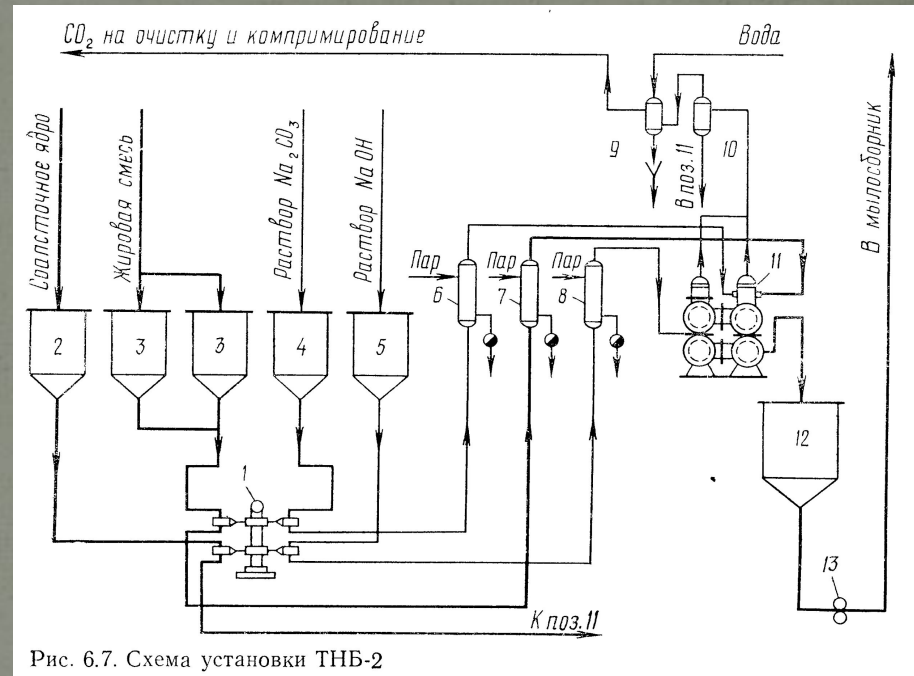 CO₂ на очистку и компримирование
Вода
Соапсточное ядро
Жировая смесь
Раствор Na₂CO₃
Раствор NaOH
В поз. 11
В мылосборник
9
10
Пар
Пар
Пар
6
7
8
11
2
3
3
4
5
12
1
13
К поз. 11
Рис. 6.7. Схема установки ТНБ-2